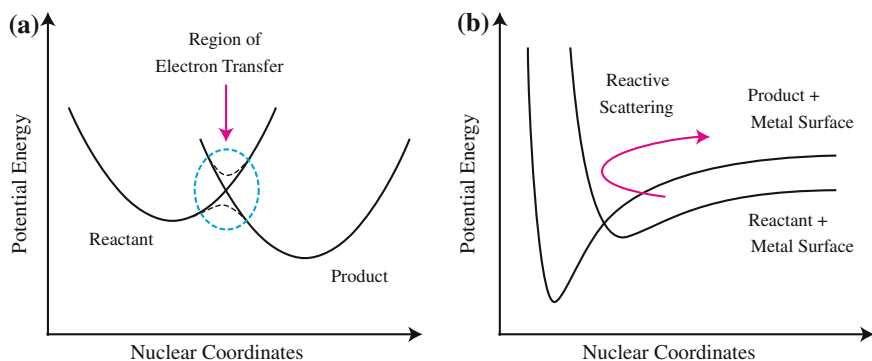 (a)
Region of
Electron Transfer
Potential Energy
Reactant
Product
Nuclear Coordinates
(b)
Reactive
Scattering
Product +
Metal Surface
Potential Energy
Reactant +
Metal Surface
Nuclear Coordinates